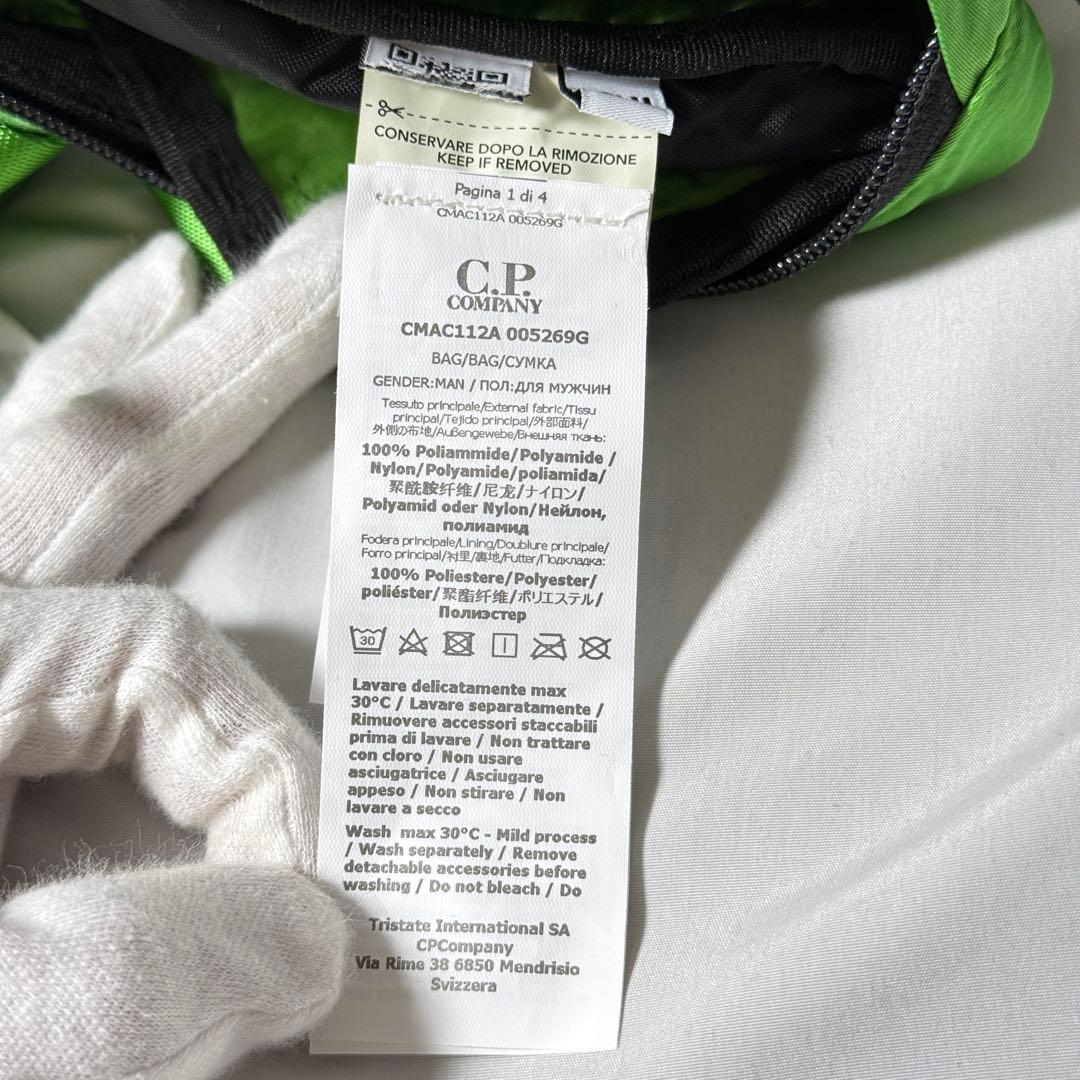 CONSERVARE DOPO LA RIMOZIONE
KEEP IF REMOVED
Pagina 1 di 4
CMAC112A 005269G
C.P.
COMPANY
CMAC112A 005269G
BAG/BAG/СУМКА
GENDER:MAN / ПОЛ:ДЛЯ МУЖЧИН
Tessuto principale/External fabric/Tissu
principal/Tejido principal/外部面料/
外側の布地/Außengewebe/Внешняя ткань:
100% Poliammide/Polyamide /
Nylon/Polyamide/poliamida/
聚酰胺纤维/尼龙/ナイロン/
Polyamid oder Nylon/Нейлон,
полиамид
Fodera principale/Lining/Doublure principale/
Forro principal/衬里/裏地/Futter/Подкладка:
100% Poliestere/Polyester/
poliéster/聚酯纤维/ポリエステル/
Полиэстер
30
Lavare delicatamente max
30°C / Lavare separatamente /
Rimuovere accessori staccabili
prima di lavare / Non trattare
con cloro / Non usare
asciugatrice / Asciugare
appeso / Non stirare / Non
lavare a secco
Wash max 30°C - Mild process
/ Wash separately / Remove
detachable accessories before
washing / Do not bleach / Do
Tristate International SA
CPCompany
Via Rime 38 6850 Mendrisio
Svizzera